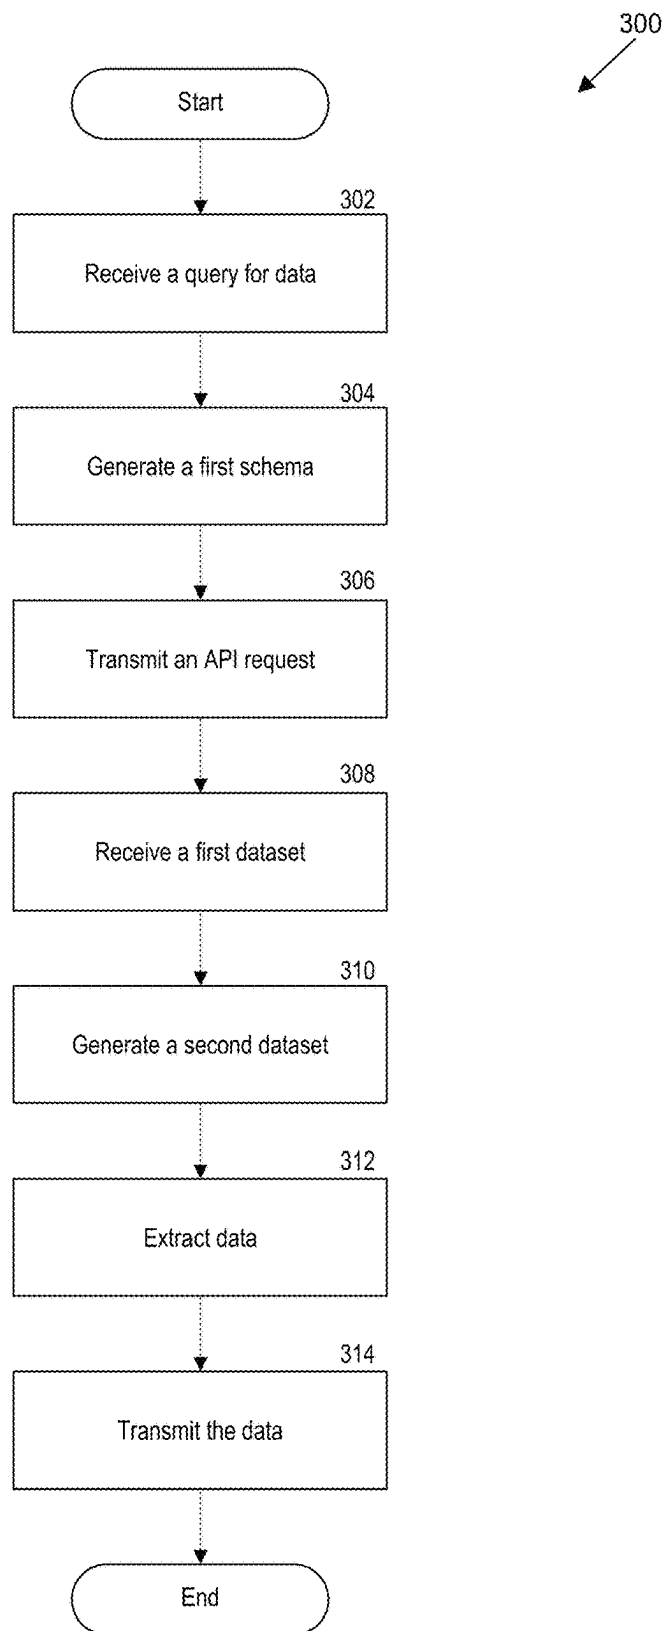 300
Start
302
Receive a query for data
304
Generate a first schema
306
Transmit an API request
308
Receive a first dataset
310
Generate a second dataset
312
Extract data
314
Transmit the data
End